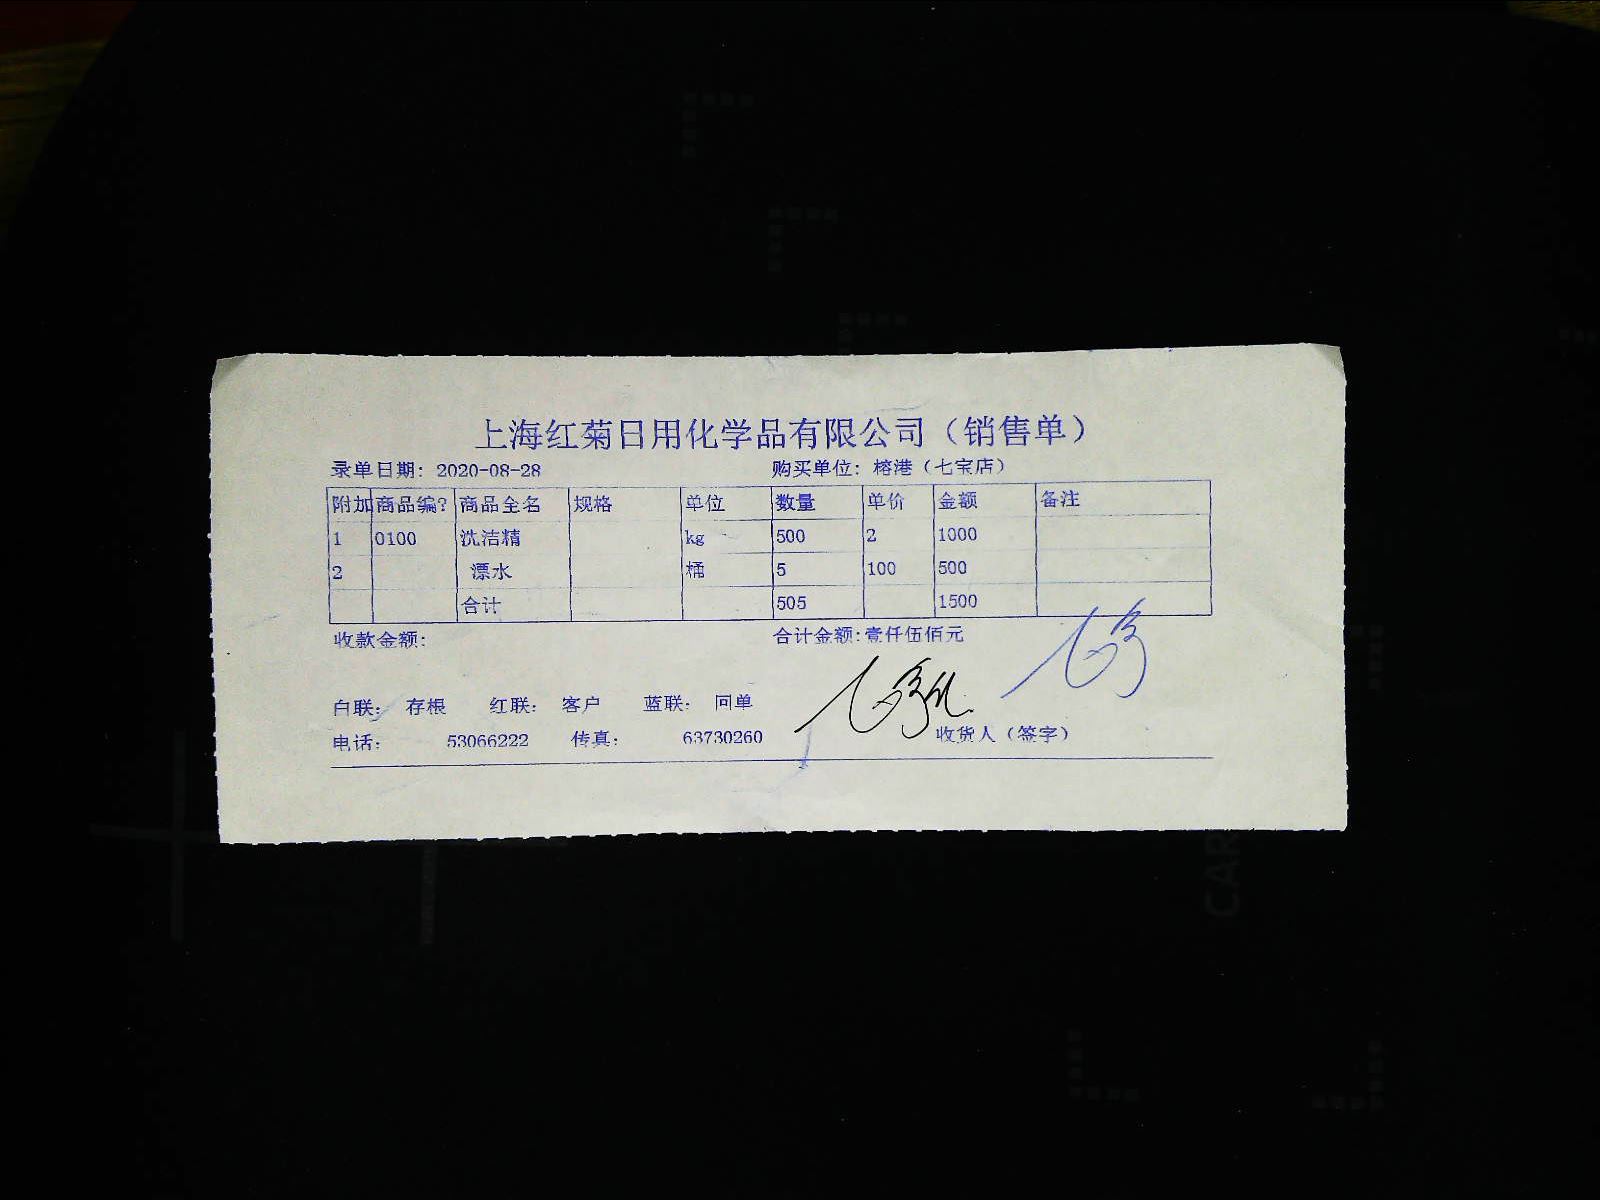 上海红菊日用化学品有限公司（销售单）
录单日期: 2020-08-28 购买单位: 榕港（七宝店）
附加 商品编? 商品全名 规格 单位 数量 单价 金额 备注
1 0100 洗洁精 kg 500 2 1000
2 漂水 桶 5 100 500
合计 505 1500
收款金额: 合计金额:壹仟伍佰元
白联: 存根 红联: 客户 蓝联: 回单
电话: 53066222 传真: 63730260 收货人（签字）